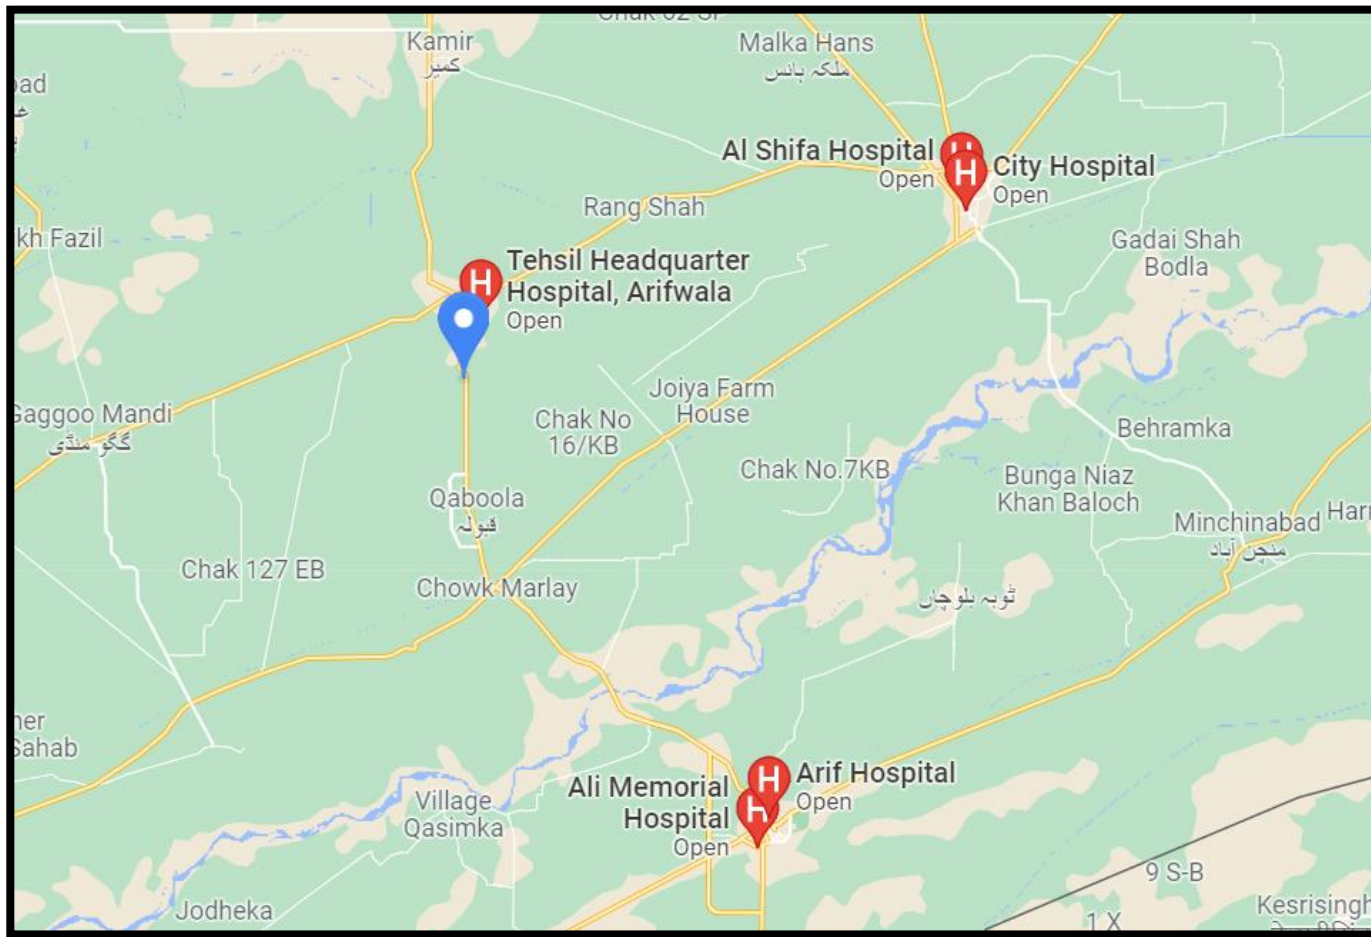 Kamir
کمیر
Malka Hans
ملکہ ہانس
Al Shifa Hospital
Open
City Hospital
Open
Rang Shah
kh Fazil
Gadai Shah
Bodla
Tehsil Headquarter
Hospital, Arifwala
Open
Joiya Farm
House
Gaggoo Mandi
گگو منڈی
Chak No
16/KB
Behramka
Chak No.7KB
Bunga Niaz
Khan Baloch
Qaboola
قبولہ
Minchinabad
منچن آباد
Harn
Chak 127 EB
Chowk Marlay
ٹوبہ بلوچاں
Sahab
Ali Memorial
Hospital
Open
Arif Hospital
Open
Village
Qasimka
9 S-B
Jodheka
1 X
Kesrisingh